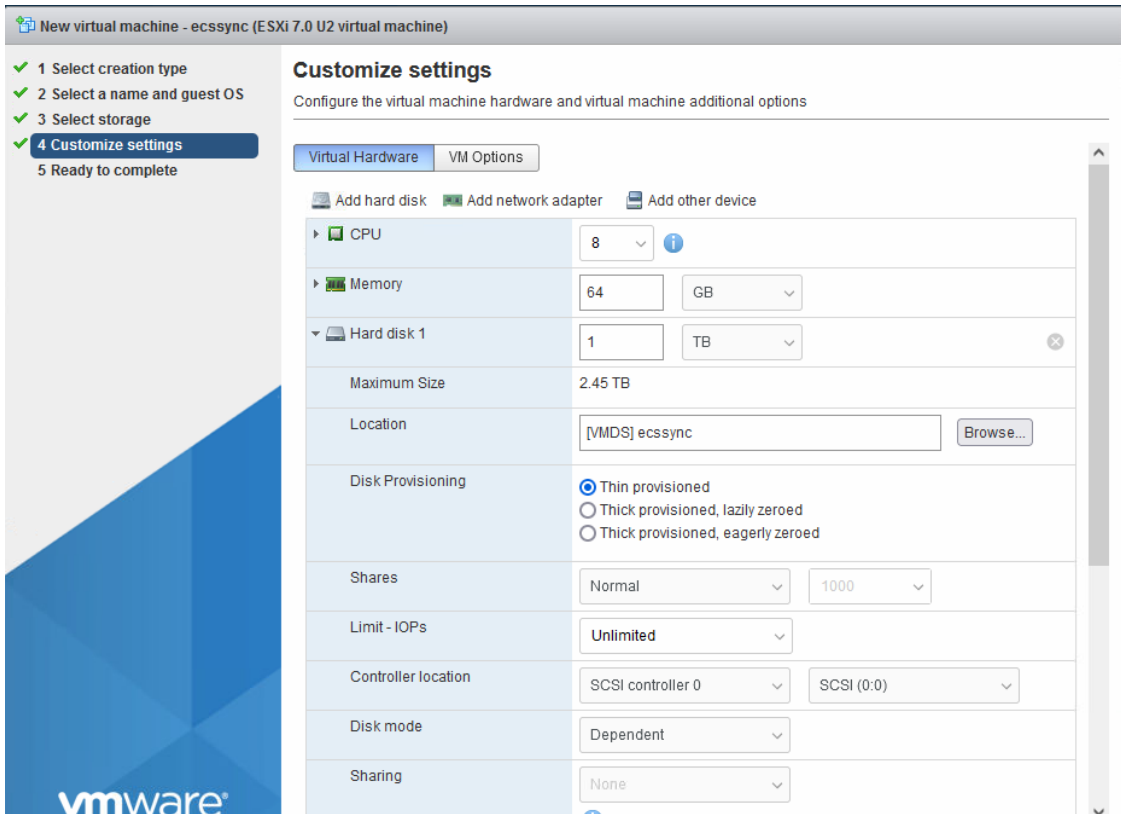 New virtual machine - ecssync (ESXi 7.0 U2 virtual machine)
1 Select creation type
2 Select a name and guest OS
3 Select storage
4 Customize settings
5 Ready to complete
Customize settings
Configure the virtual machine hardware and virtual machine additional options
Virtual Hardware VM Options
Add hard disk Add network adapter Add other device
CPU 8
Memory 64 GB
Hard disk 1 1 TB
Maximum Size 2.45 TB
Location [VMDS] ecssync Browse...
Disk Provisioning
Thin provisioned
Thick provisioned, lazily zeroed
Thick provisioned, eagerly zeroed
Shares Normal 1000
Limit - IOPs Unlimited
Controller location SCSI controller 0 SCSI (0:0)
Disk mode Dependent
Sharing None
vmware®